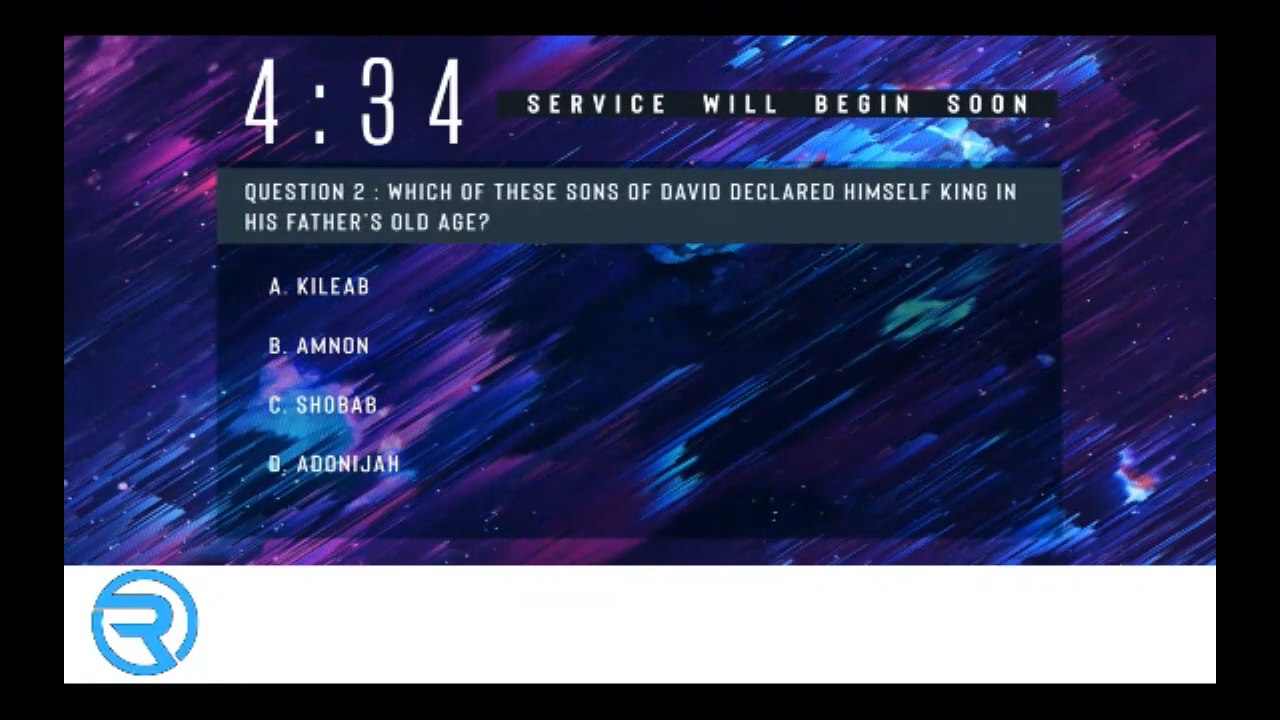 4:34
SERVICE WILL BEGIN SOON
QUESTION 2 : WHICH OF THESE SONS OF DAVID DECLARED HIMSELF KING IN
HIS FATHER'S OLD AGE?
A. KILEAB
B. AMNON
C. SHOBAB
D. ADONIJAH
R